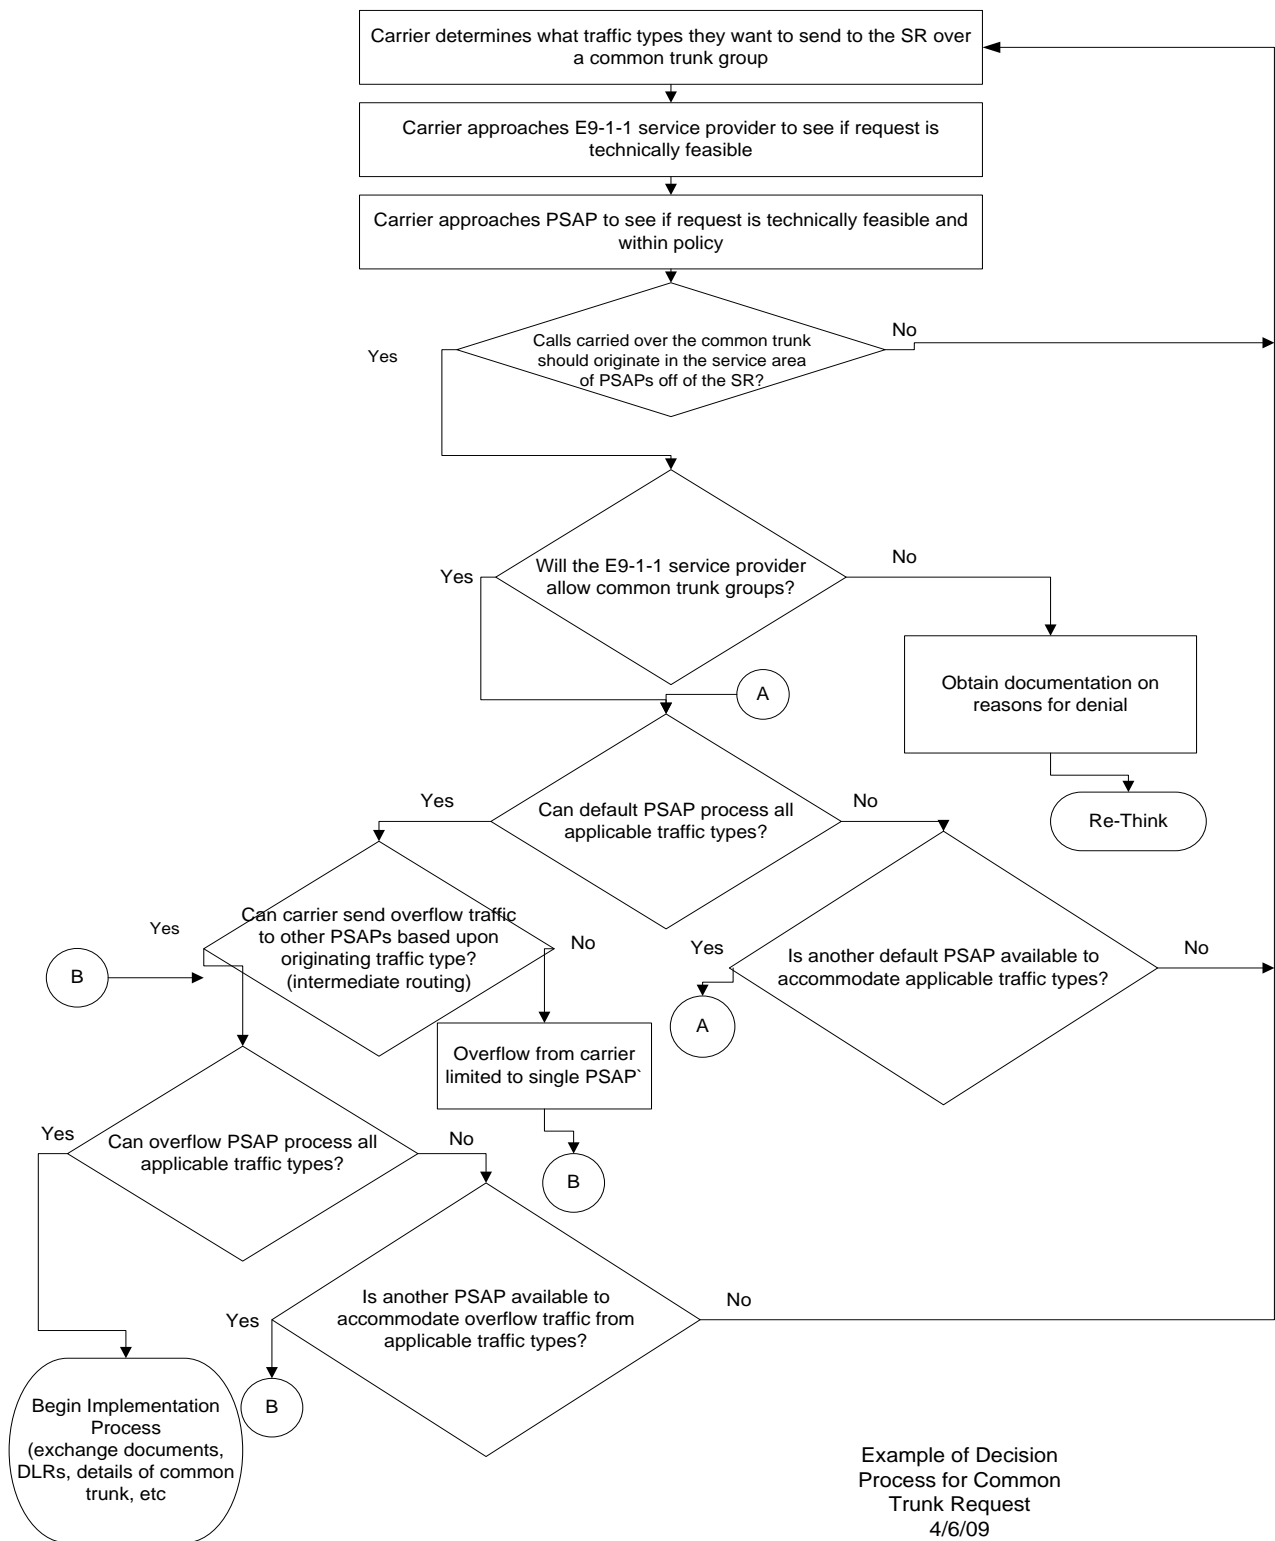 Carrier determines what traffic types they want to send to the SR over
a common trunk group
Carrier approaches E9-1-1 service provider to see if request is
technically feasible
Carrier approaches PSAP to see if request is technically feasible and
within policy
No
Yes
Calls carried over the common trunk
should originate in the service area
of PSAPs off of the SR?
No
Yes
Will the E9-1-1 service provider
allow common trunk groups?
A
Obtain documentation on
reasons for denial
Yes
No
Can default PSAP process all
applicable traffic types?
Re-Think
Yes
Can carrier send overflow traffic
to other PSAPs based upon
originating traffic type?
(intermediate routing)
No
Yes
Is another default PSAP available to
accommodate applicable traffic types?
No
B
A
Overflow from carrier
limited to single PSAP`
Yes
Can overflow PSAP process all
applicable traffic types?
No
B
Is another PSAP available to
accommodate overflow traffic from
applicable traffic types?
No
Yes
B
Begin Implementation
Process
(exchange documents,
DLRs, details of common
trunk, etc
Example of Decision
Process for Common
Trunk Request
4/6/09